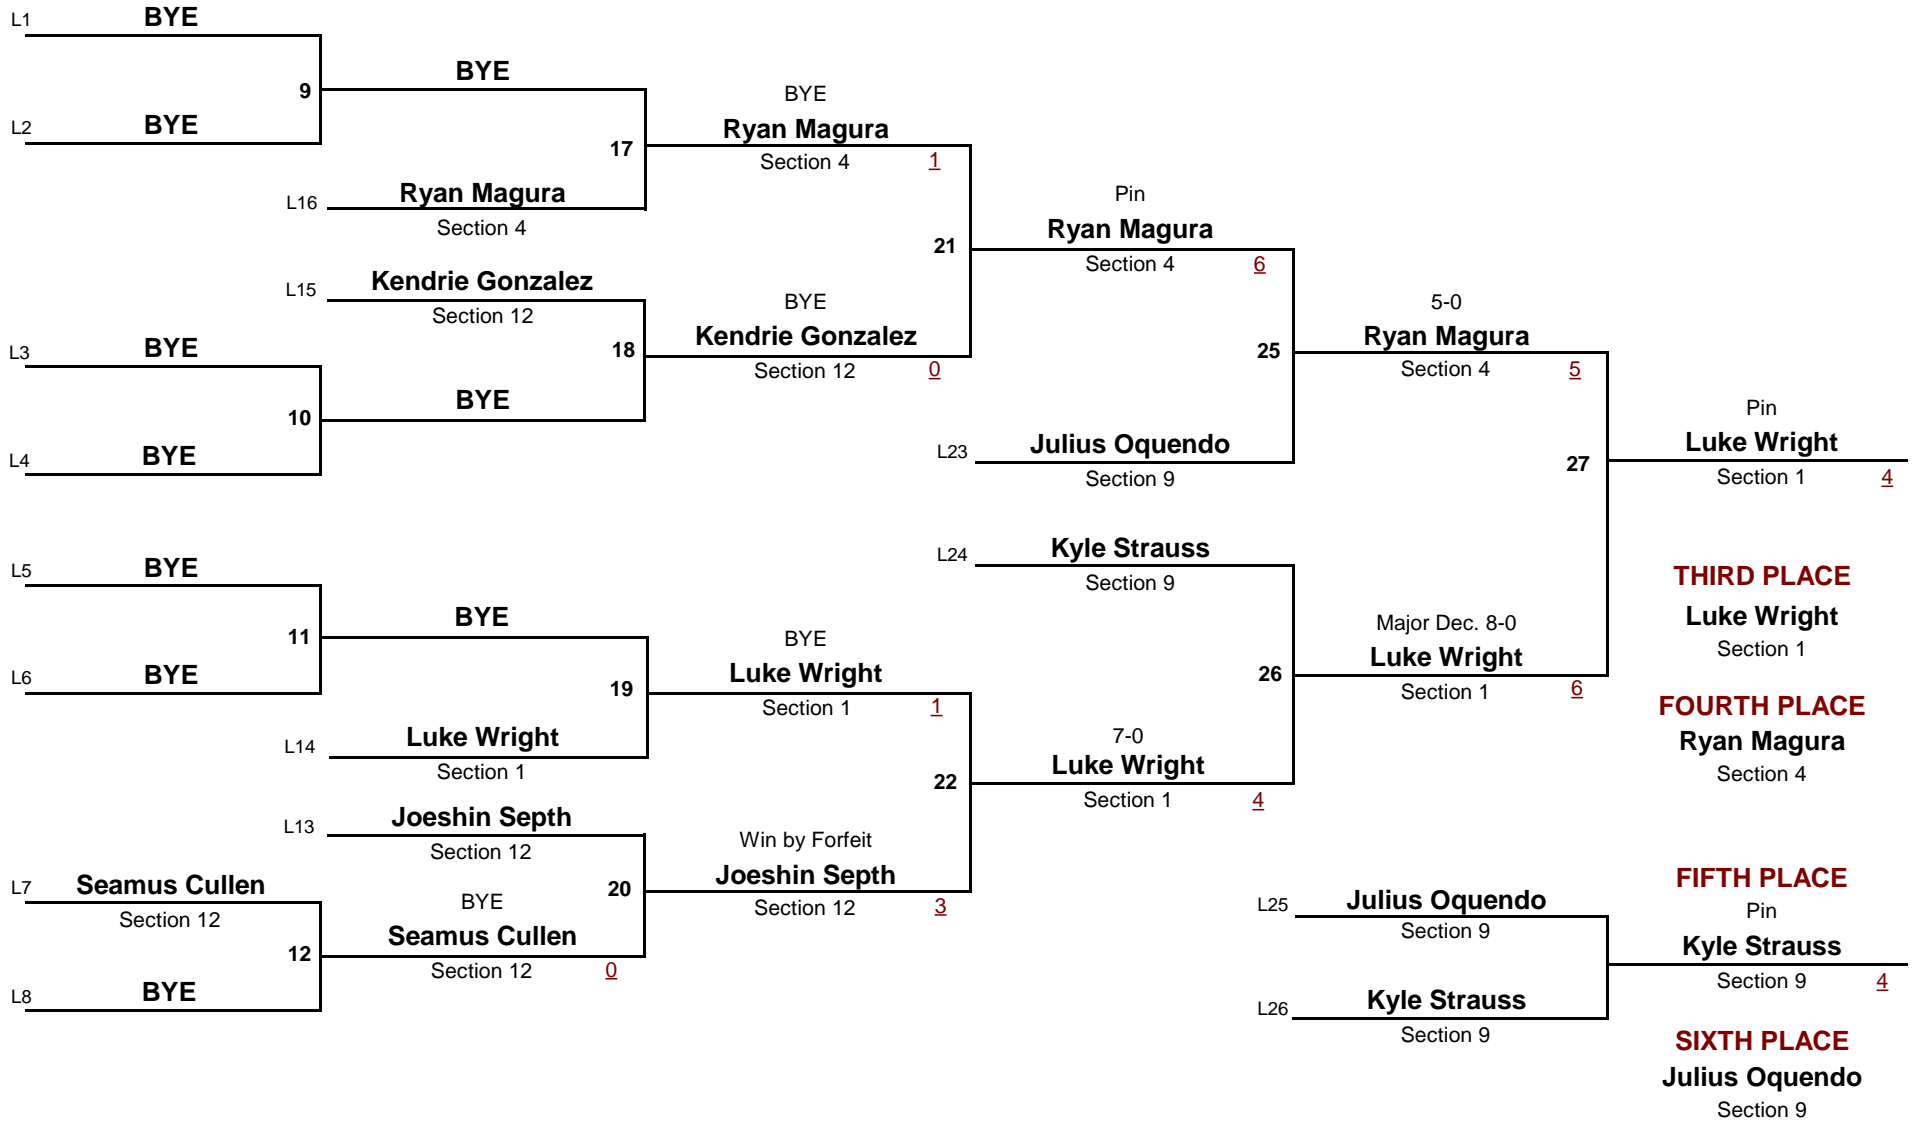 L1
BYE
9
L2
BYE
BYE
17
L16
Ryan Magura
Section 4
BYE
Ryan Magura
Section 4
1
L15
Kendrie Gonzalez
Section 12
18
L3
BYE
10
L4
BYE
BYE
BYE
Kendrie Gonzalez
Section 12
0
21
Pin
Ryan Magura
Section 4
6
25
L23
Julius Oquendo
Section 9
5-0
Ryan Magura
Section 4
5
27
Pin
Luke Wright
Section 1
4
L5
BYE
11
L6
BYE
BYE
19
L14
Luke Wright
Section 1
BYE
Luke Wright
Section 1
1
22
L13
Joeshin Septh
Section 12
20
L7
Seamus Cullen
Section 12
12
L8
BYE
BYE
Seamus Cullen
Section 12
0
Win by Forfeit
Joeshin Septh
Section 12
3
L24
Kyle Strauss
Section 9
26
7-0
Luke Wright
Section 1
4
Major Dec. 8-0
Luke Wright
Section 1
6
THIRD PLACE
Luke Wright
Section 1
FOURTH PLACE
Ryan Magura
Section 4
L25
Julius Oquendo
Section 9
L26
Kyle Strauss
Section 9
FIFTH PLACE
Pin
Kyle Strauss
Section 9
4
SIXTH PLACE
Julius Oquendo
Section 9